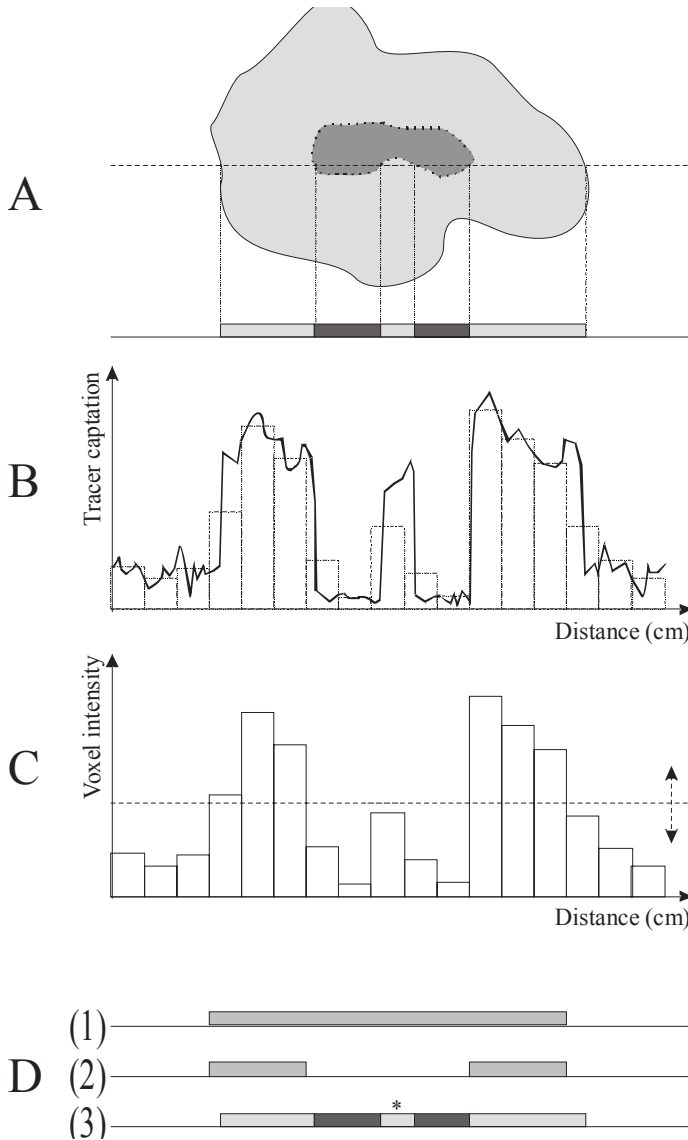 A
B
Tracer captation
Distance (cm)
C
Voxel intensity
Distance (cm)
D
(1)
(2)
*
(3)